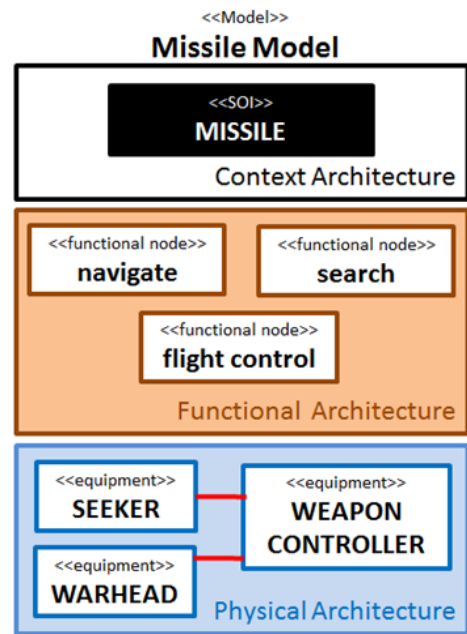 <<Model>>
Missile Model
<<SOI>>
MISSILE
Context Architecture
<<functional node>>
navigate
<<functional node>>
search
<<functional node>>
flight control
Functional Architecture
<<equipment>>
SEEKER
<<equipment>>
WEAPON
CONTROLLER
<<equipment>>
WARHEAD
Physical Architecture